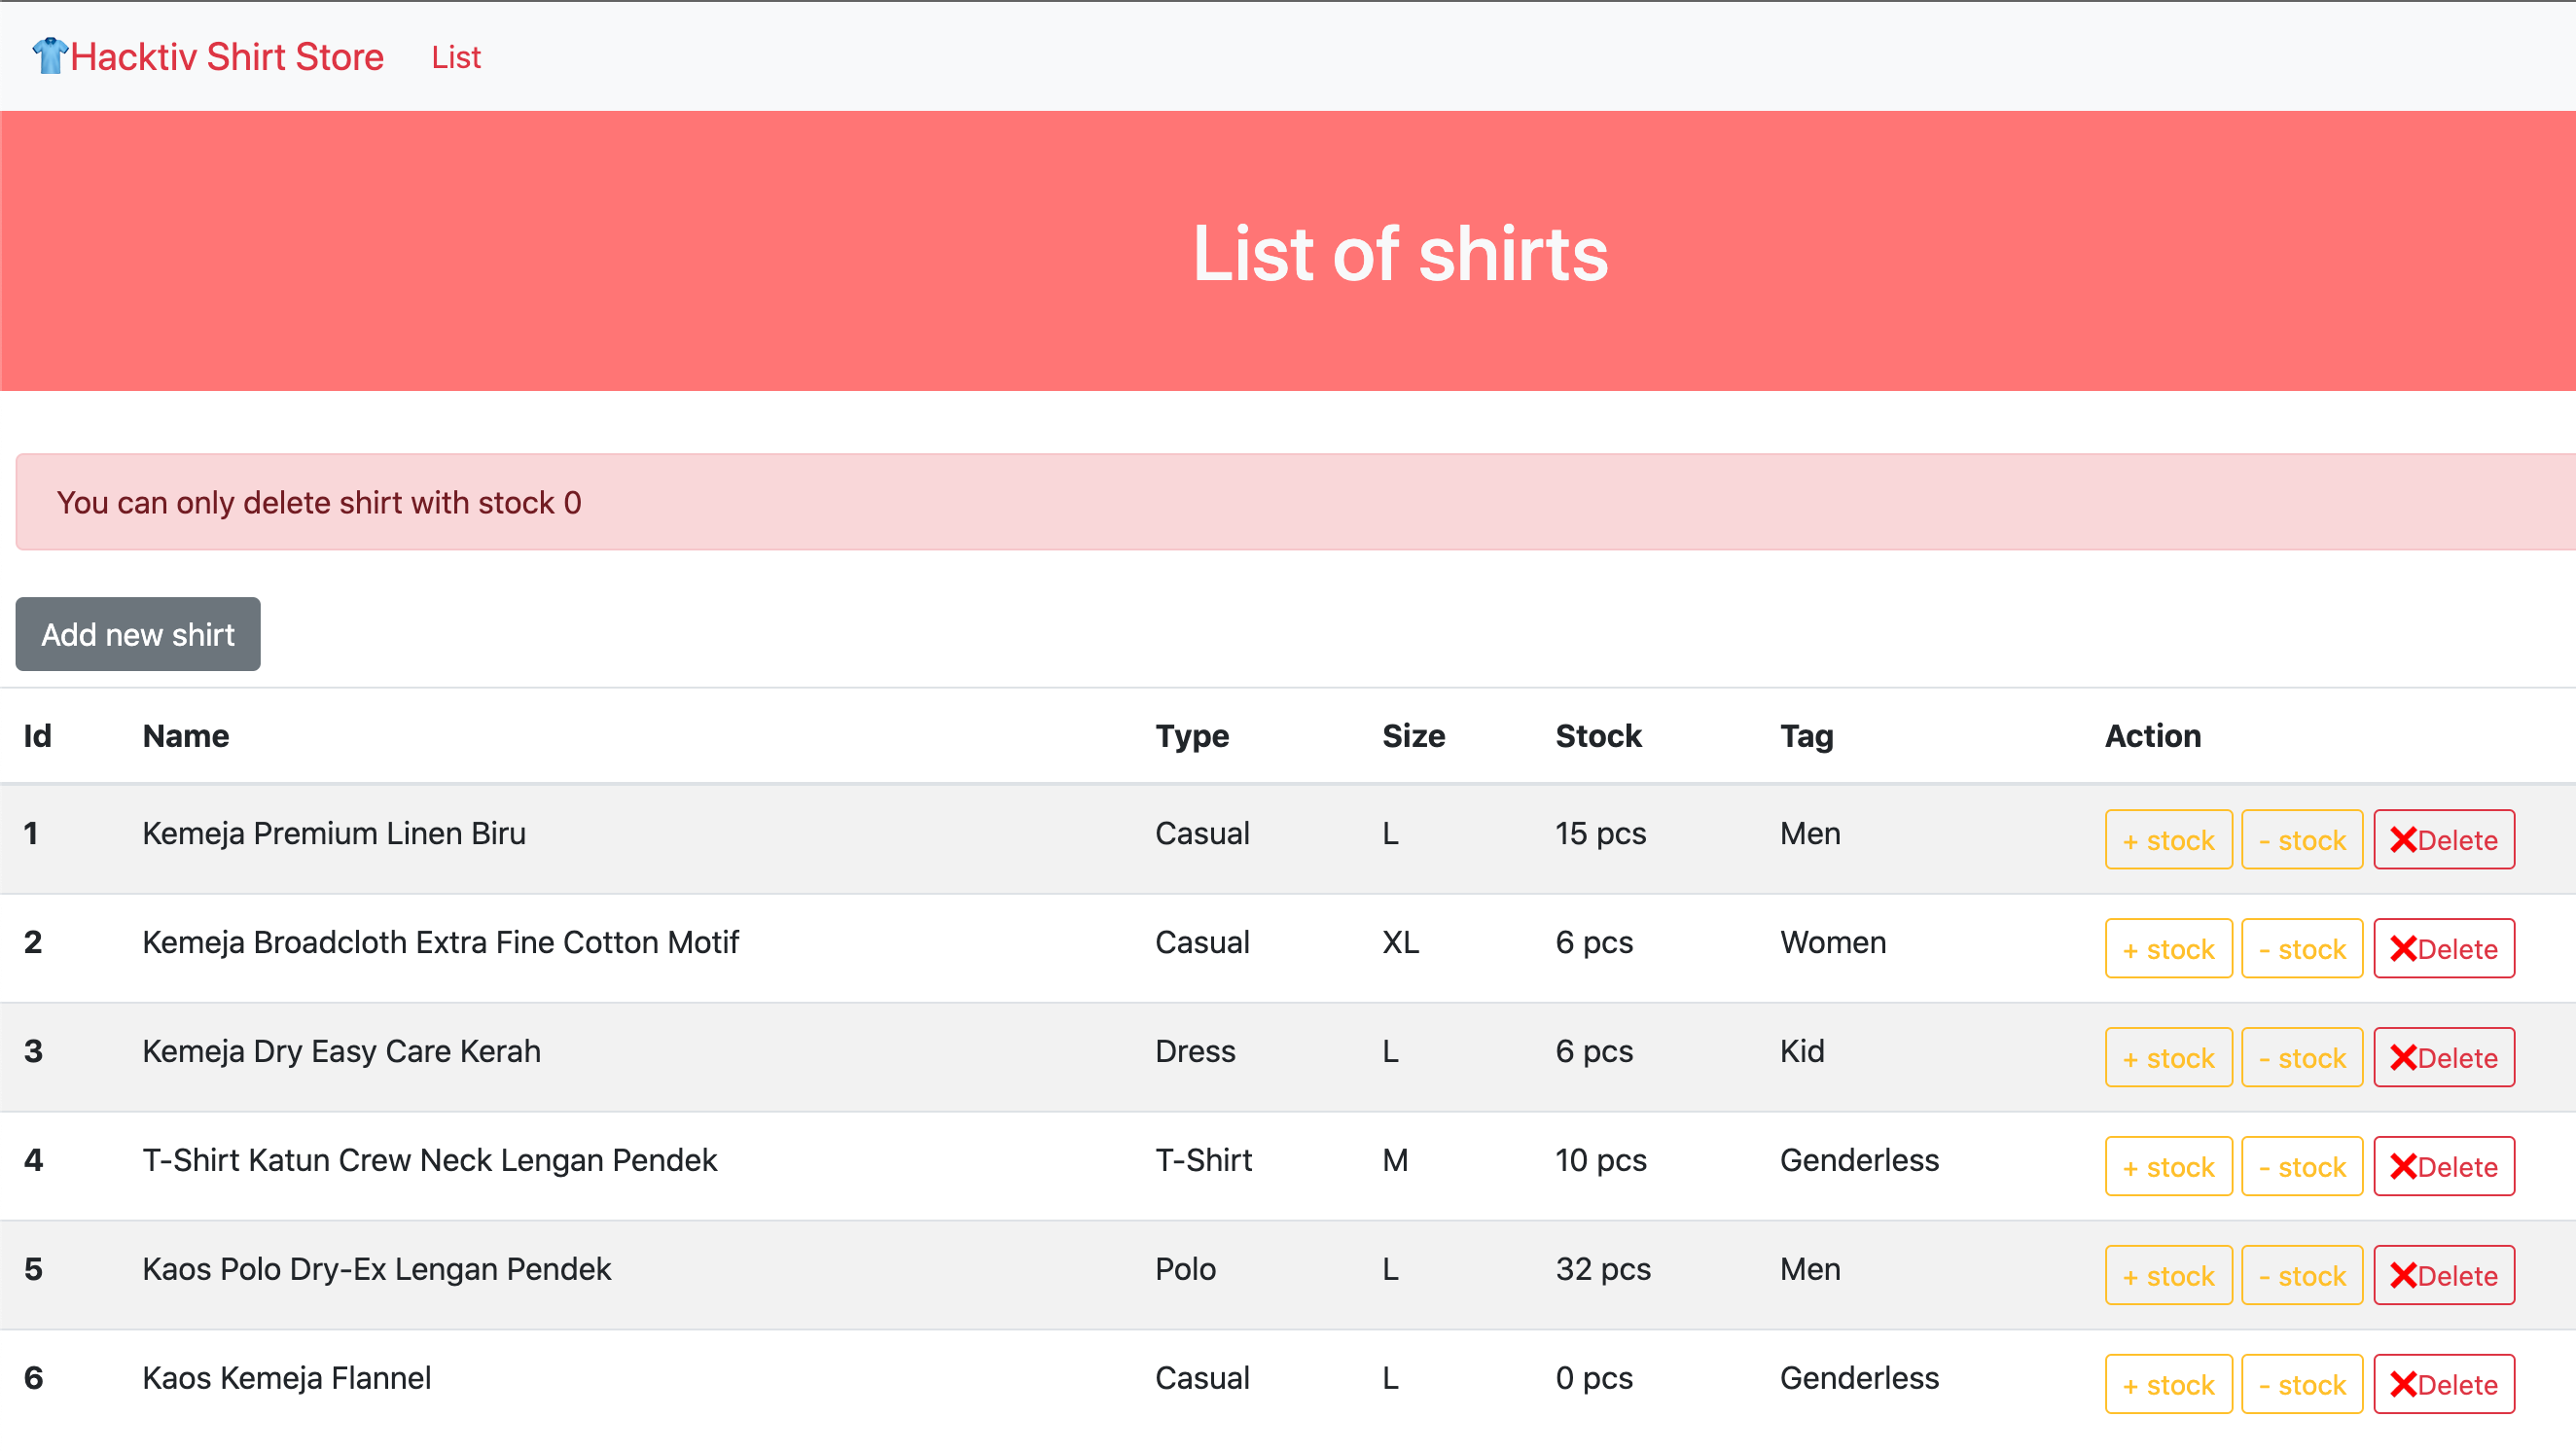 Hacktiv Shirt Store List
List of shirts
You can only delete shirt with stock 0
Add new shirt
Id Name Type Size Stock Tag Action
1 Kemeja Premium Linen Biru Casual L 15 pcs Men + stock - stock ❌Delete
2 Kemeja Broadcloth Extra Fine Cotton Motif Casual XL 6 pcs Women + stock - stock ❌Delete
3 Kemeja Dry Easy Care Kerah Dress L 6 pcs Kid + stock - stock ❌Delete
4 T-Shirt Katun Crew Neck Lengan Pendek T-Shirt M 10 pcs Genderless + stock - stock ❌Delete
5 Kaos Polo Dry-Ex Lengan Pendek Polo L 32 pcs Men + stock - stock ❌Delete
6 Kaos Kemeja Flannel Casual L 0 pcs Genderless + stock - stock ❌Delete